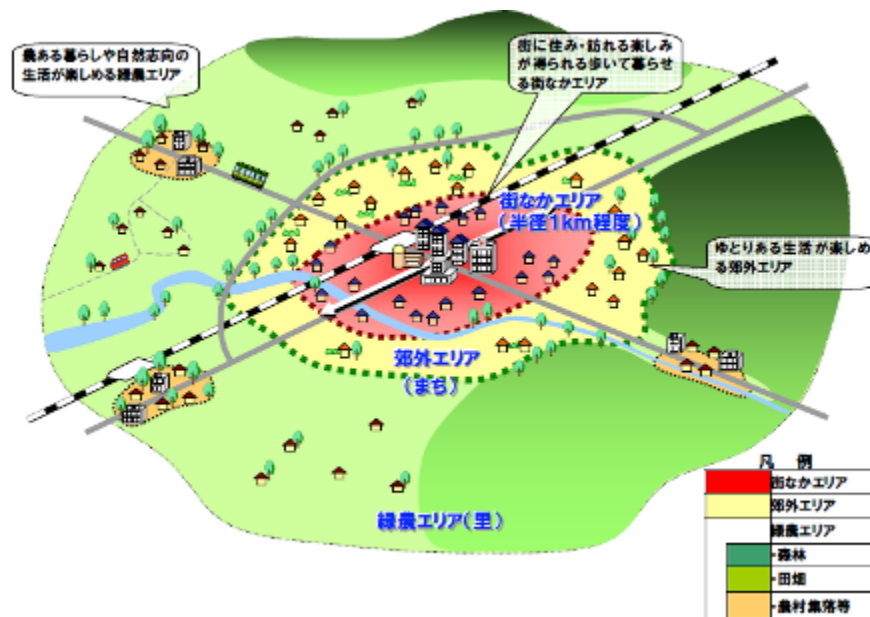 農ある暮らしや自然志向の
生活が楽しめる緑農エリア
街に住み・訪れる楽しみ
が得られる歩いて暮らせ
る街なかエリア
街なかエリア
(半径1km程度)
ゆとりある生活が楽しめ
る郊外エリア
郊外エリア
(まち)
緑農エリア(里)
凡 例
街なかエリア
郊外エリア
緑農エリア
・森林
・田畑
・農村集落等